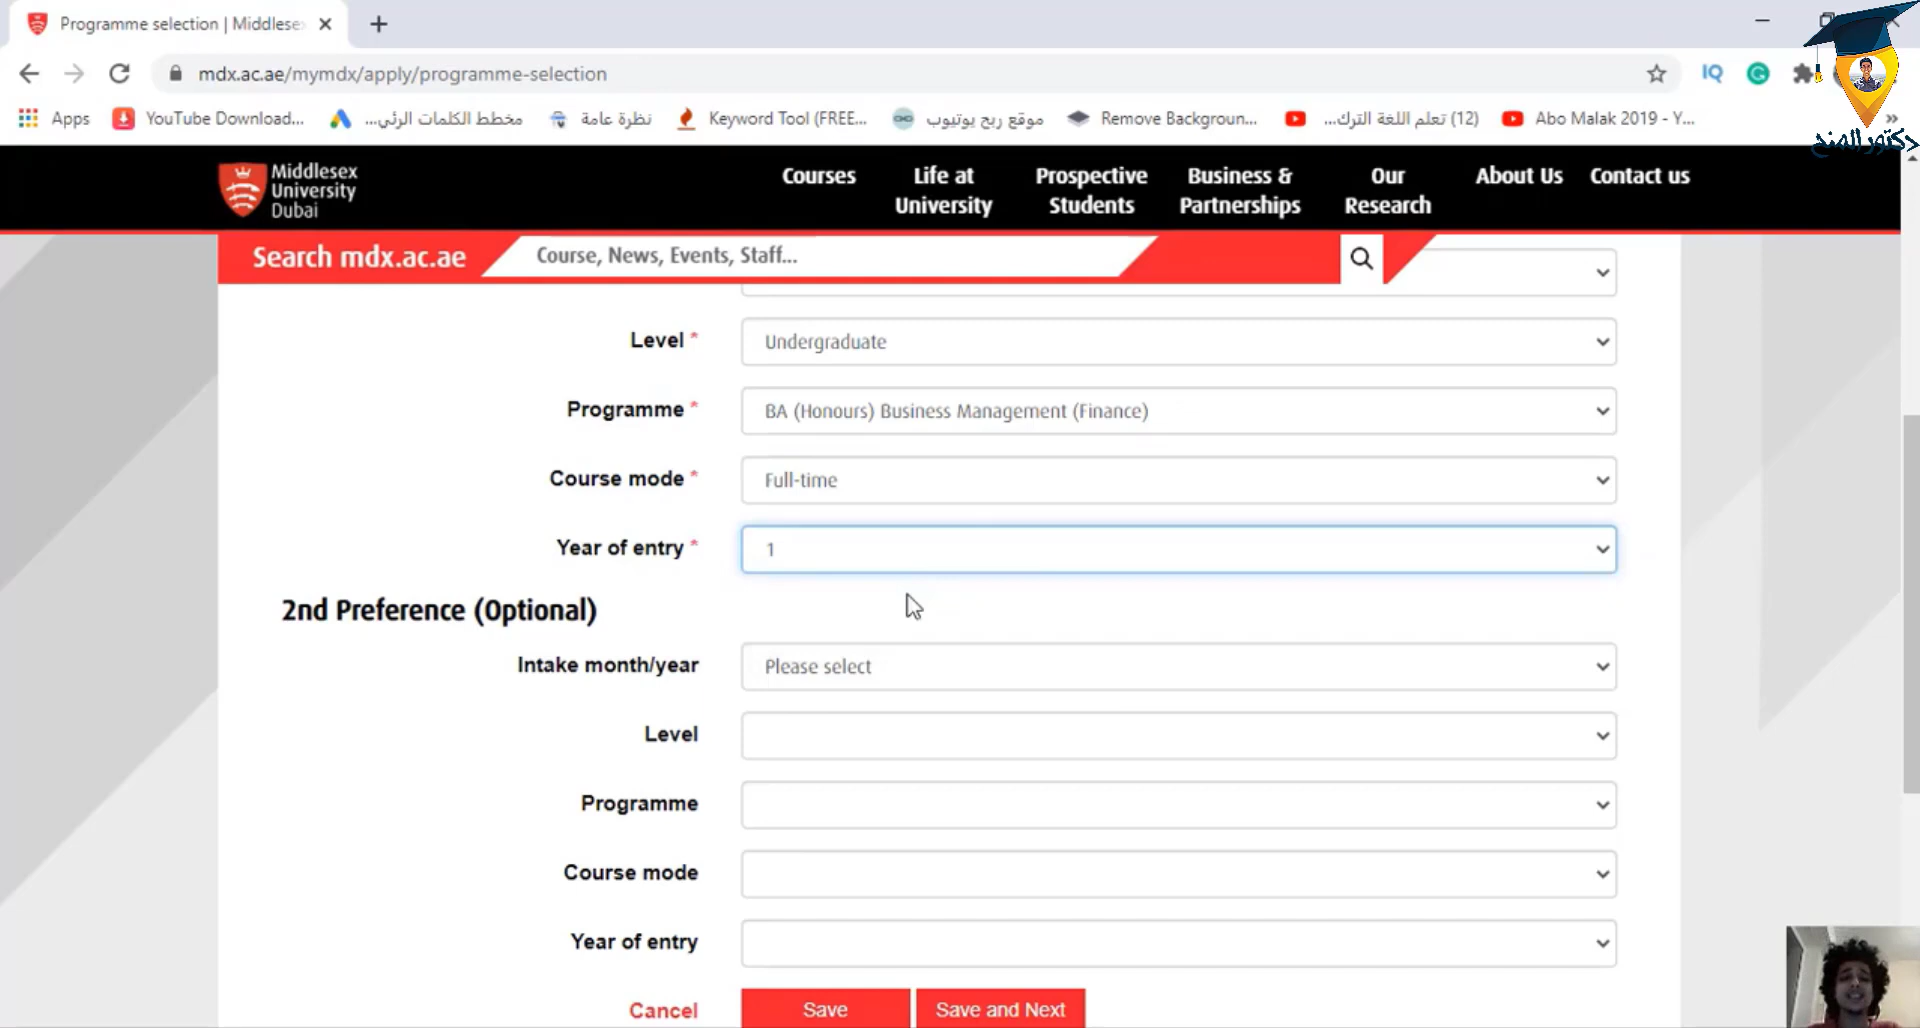 Programme selection | Middlese
mdx.ac.ae/mymdx/apply/programme-selection
IQ
Apps
YouTube Download...
مخطط الكلمات الرئي...
نظرة عامة
Keyword Tool (FREE...
موقع ربح يوتيوب
Remove Backgroun...
(12) تعلم اللغة الترك...
Abo Malak 2019 - Y...
»
دكتور المنح
Middlesex
University
Dubai
Courses
Life at
University
Prospective
Students
Business &
Partnerships
Our
Research
About Us
Contact us
Search mdx.ac.ae
Course, News, Events, Staff...
Level *
Undergraduate
Programme *
BA (Honours) Business Management (Finance)
Course mode *
Full-time
Year of entry *
1
2nd Preference (Optional)
Intake month/year
Please select
Level
Programme
Course mode
Year of entry
Cancel
Save
Save and Next